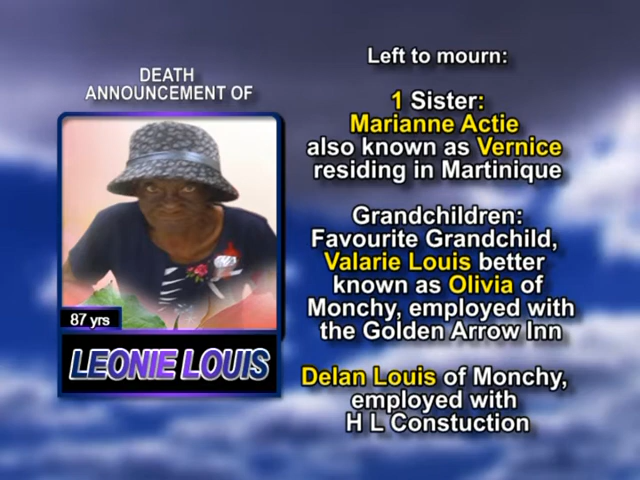 DEATH
ANNOUNCEMENT OF
87 yrs
LEONIE LOUIS
Left to mourn:
1 Sister:
Marianne Actie
also known as Vernice
residing in Martinique
Grandchildren:
Favourite Grandchild,
Valarie Louis better
known as Olivia of
Monchy, employed with
the Golden Arrow Inn
Delan Louis of Monchy,
employed with
H L Constuction